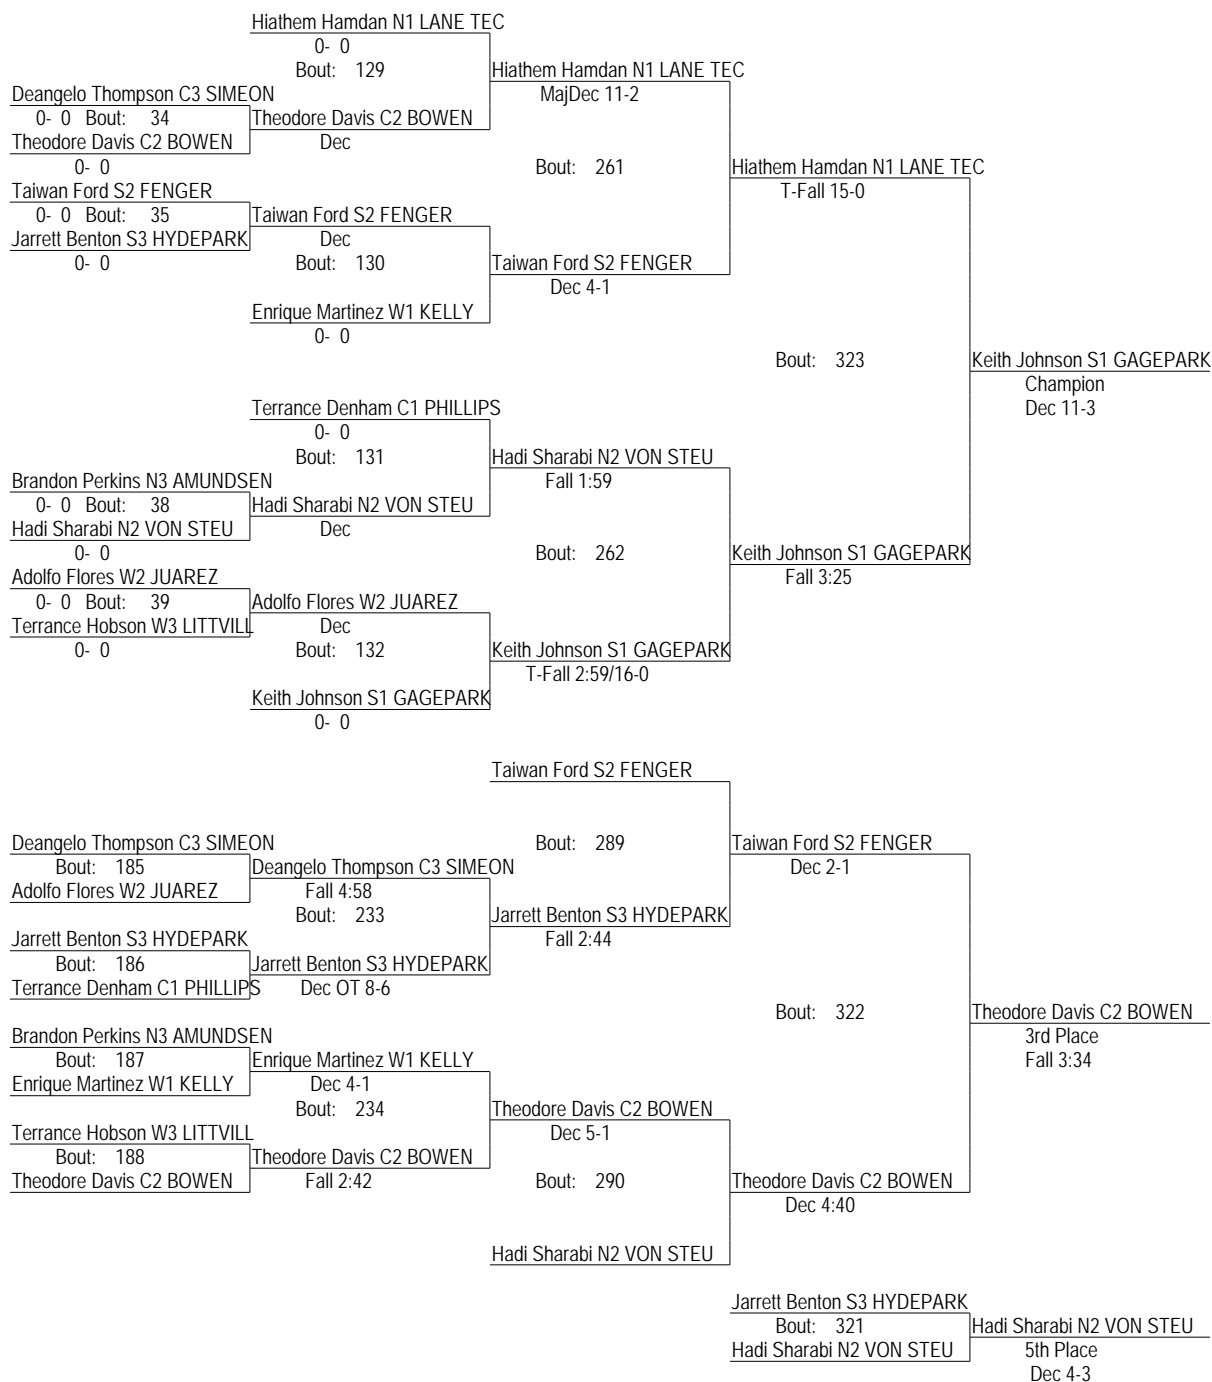 Hiathem Hamdan N1 LANE TEC
0- 0
Bout: 129
Hiathem Hamdan N1 LANE TEC
Deangelo Thompson C3 SIMEON
MajDec 11-2
0- 0 Bout: 34
Theodore Davis C2 BOWEN
Theodore Davis C2 BOWEN
Dec
0- 0
Bout: 261
Hiathem Hamdan N1 LANE TEC
Taiwan Ford S2 FENGER
T-Fall 15-0
0- 0 Bout: 35
Taiwan Ford S2 FENGER
Jarrett Benton S3 HYDEPARK
Dec
0- 0
Bout: 130
Taiwan Ford S2 FENGER
Dec 4-1
Enrique Martinez W1 KELLY
0- 0
Bout: 323
Keith Johnson S1 GAGEPARK
Champion
Dec 11-3
Terrance Denham C1 PHILLIPS
0- 0
Bout: 131
Hadi Sharabi N2 VON STEU
Brandon Perkins N3 AMUNDSEN
Fall 1:59
0- 0 Bout: 38
Hadi Sharabi N2 VON STEU
Hadi Sharabi N2 VON STEU
Dec
0- 0
Bout: 262
Keith Johnson S1 GAGEPARK
Adolfo Flores W2 JUAREZ
Fall 3:25
0- 0 Bout: 39
Adolfo Flores W2 JUAREZ
Terrance Hobson W3 LITTVILL
Dec
0- 0
Bout: 132
Keith Johnson S1 GAGEPARK
T-Fall 2:59/16-0
Keith Johnson S1 GAGEPARK
0- 0
Taiwan Ford S2 FENGER
Deangelo Thompson C3 SIMEON
Bout: 289
Taiwan Ford S2 FENGER
Bout: 185
Deangelo Thompson C3 SIMEON
Dec 2-1
Adolfo Flores W2 JUAREZ
Fall 4:58
Bout: 233
Jarrett Benton S3 HYDEPARK
Jarrett Benton S3 HYDEPARK
Fall 2:44
Bout: 186
Jarrett Benton S3 HYDEPARK
Terrance Denham C1 PHILLIPS
Dec OT 8-6
Bout: 322
Theodore Davis C2 BOWEN
Brandon Perkins N3 AMUNDSEN
3rd Place
Bout: 187
Enrique Martinez W1 KELLY
Fall 3:34
Enrique Martinez W1 KELLY
Dec 4-1
Bout: 234
Theodore Davis C2 BOWEN
Terrance Hobson W3 LITTVILL
Dec 5-1
Bout: 188
Theodore Davis C2 BOWEN
Theodore Davis C2 BOWEN
Fall 2:42
Bout: 290
Theodore Davis C2 BOWEN
Dec 4:40
Hadi Sharabi N2 VON STEU
Jarrett Benton S3 HYDEPARK
Bout: 321
Hadi Sharabi N2 VON STEU
Hadi Sharabi N2 VON STEU
5th Place
Dec 4-3